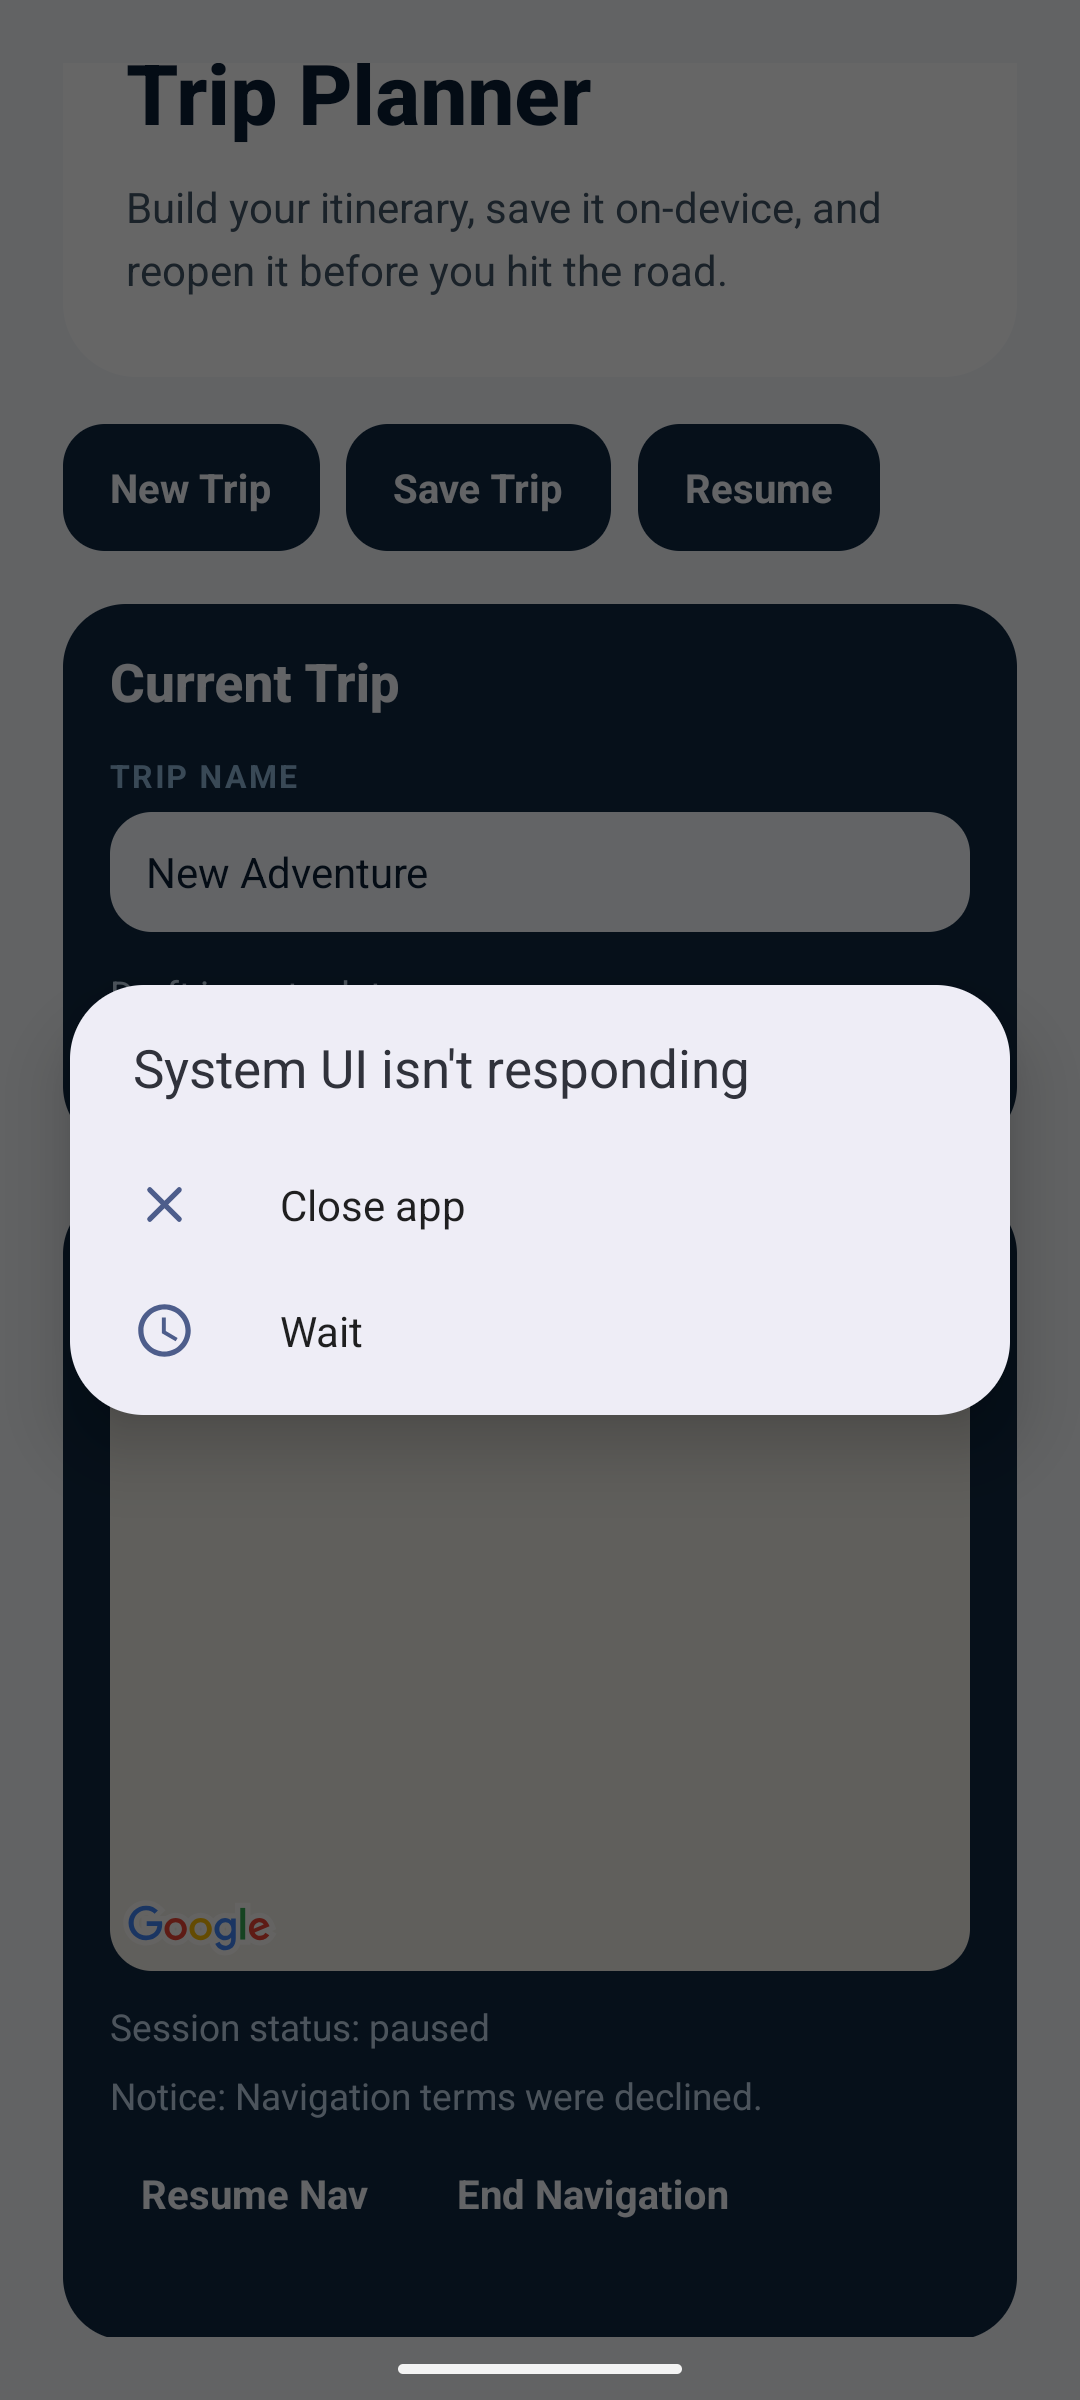 Trip Planner
Build your itinerary, save it on-device, and
reopen it before you hit the road.
New Trip
Save Trip
Resume
Current Trip
TRIP NAME
New Adventure
System UI isn't responding
Close app
Wait
Google
Session status: paused
Notice: Navigation terms were declined.
Resume Nav
End Navigation